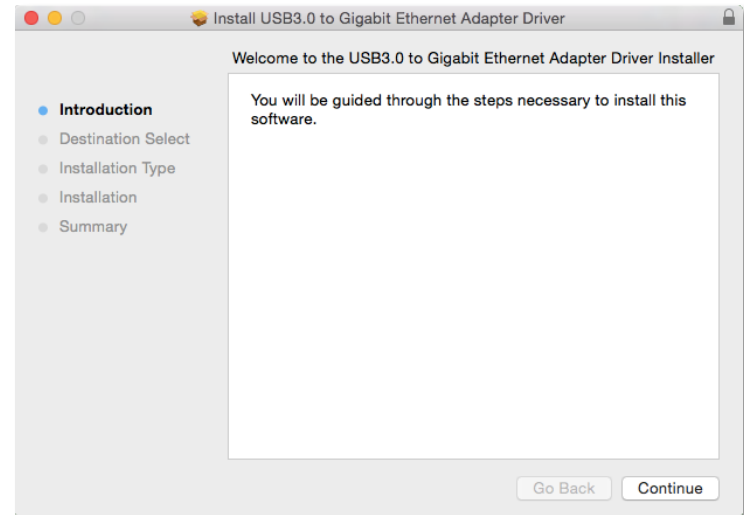 Install USB3.0 to Gigabit Ethernet Adapter Driver
Welcome to the USB3.0 to Gigabit Ethernet Adapter Driver Installer
Introduction
Destination Select
Installation Type
Installation
Summary
You will be guided through the steps necessary to install this
software.
Go Back
Continue